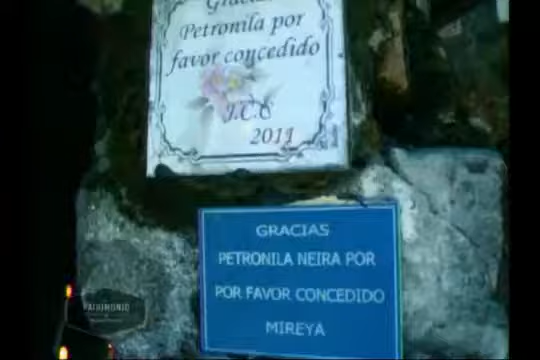 Gracias
Petronila por
favor concedido
J.C.C
2011
GRACIAS
PETRONILA NEIRA POR
POR FAVOR CONCEDIDO
MIREYA
PATRIMONIO